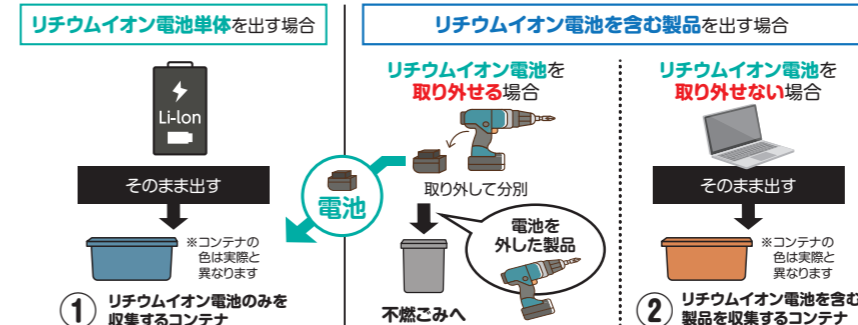 リチウムイオン電池単体を出す場合
Li-Ion
そのまま出す
※コンテナの
色は実際と
異なります
① リチウムイオン電池のみを
収集するコンテナ
リチウムイオン電池を含む製品を出す場合
リチウムイオン電池を
取り外せる場合
取り外して分別
電池
電池を
外した製品
不燃ごみへ
リチウムイオン電池を
取り外せない場合
そのまま出す
※コンテナの
色は実際と
異なります
② リチウムイオン電池を含む
製品を収集するコンテナ